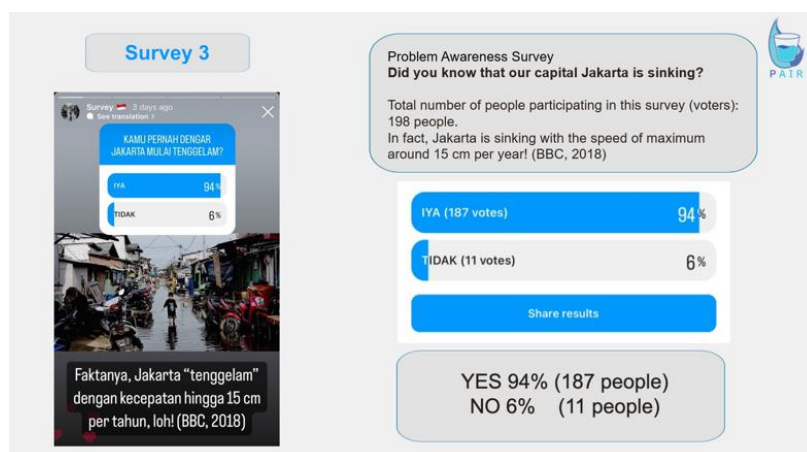 Survey 3
Survey 🇮🇩 3 days ago
See translation >
KAMU PERNAH DENGAR
JAKARTA MULAI TENGGELAM?
IYA 94%
TIDAK 6%
Faktanya, Jakarta “tenggelam”
dengan kecepatan hingga 15 cm
per tahun, loh! (BBC, 2018)
Problem Awareness Survey
Did you know that our capital Jakarta is sinking?
Total number of people participating in this survey (voters):
198 people.
In fact, Jakarta is sinking with the speed of maximum
around 15 cm per year! (BBC, 2018)
PAIR
IYA (187 votes) 94%
TIDAK (11 votes) 6%
Share results
YES 94% (187 people)
NO 6% (11 people)